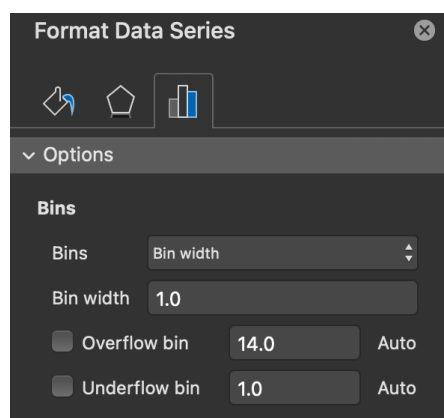 Format Data Series
Options
Bins
Bins Bin width
Bin width 1.0
Overflow bin 14.0 Auto
Underflow bin 1.0 Auto